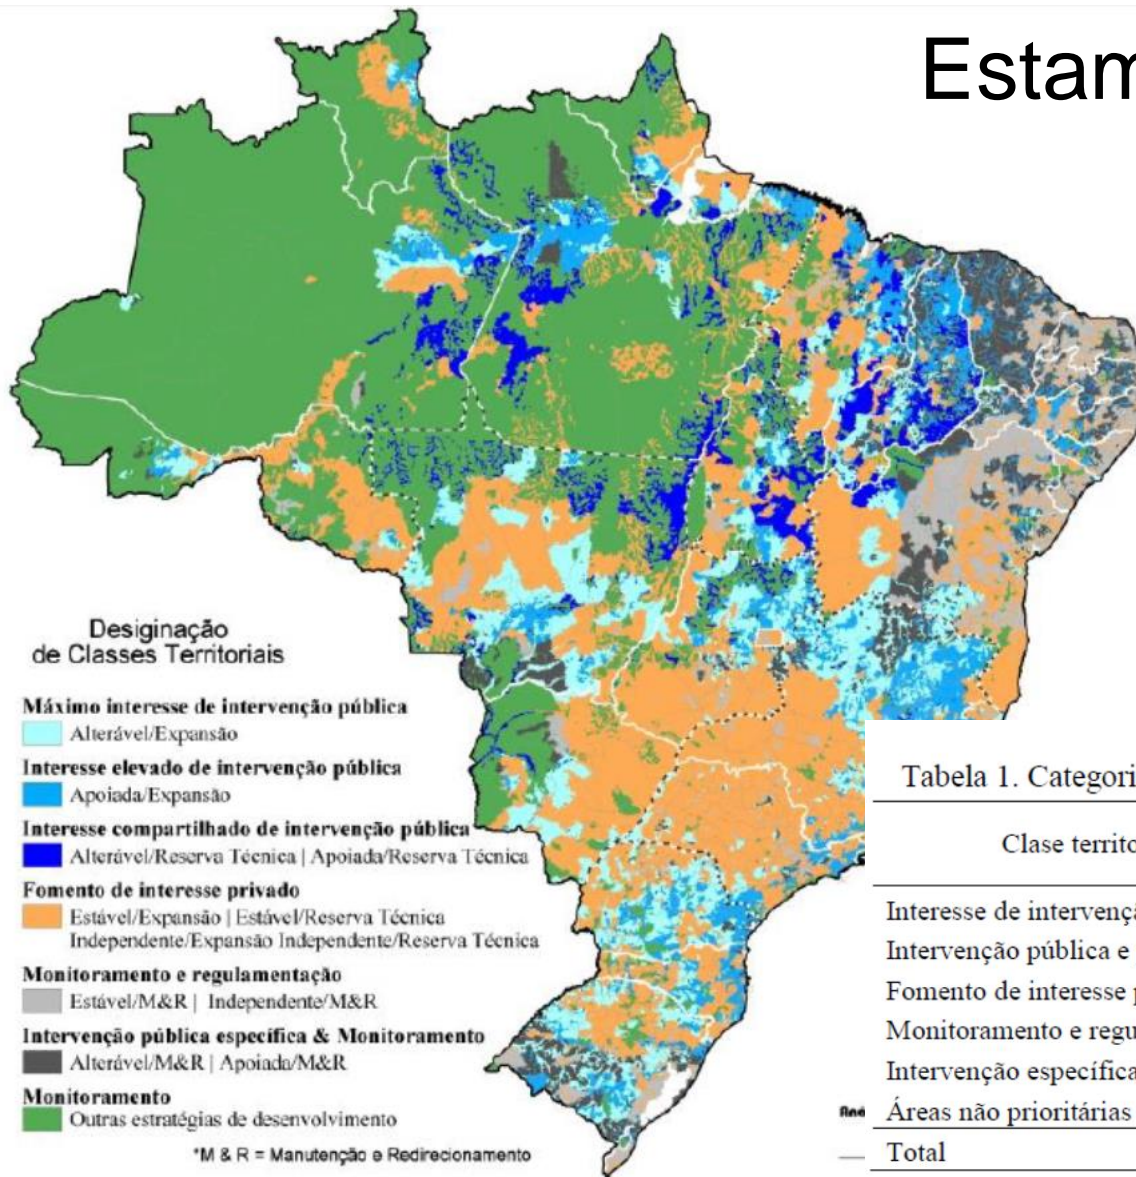 Estam
Desiginação
de Classes Territoriais
Máximo interesse de intervenção pública
Alterável/Expansão
Interesse elevado de intervenção pública
Apoiada/Expansão
Interesse compartilhado de intervenção pública
Alterável/Reserva Técnica | Apoiada/Reserva Técnica
Fomento de interesse privado
Estável/Expansão | Estável/Reserva Técnica
Independente/Expansão Independente/Reserva Técnica
Monitoramento e regulamentação
Estável/M&R | Independente/M&R
Intervenção pública específica & Monitoramento
Alterável/M&R | Apoiada/M&R
Monitoramento
Outras estratégias de desenvolvimento
*M & R = Manutenção e Redirecionamento
Tabela 1. Categori
Clase territo
Interesse de intervençã
Intervenção pública e
Fomento de interesse p
Monitoramento e regu
Intervenção específica
Áreas não prioritárias
Total